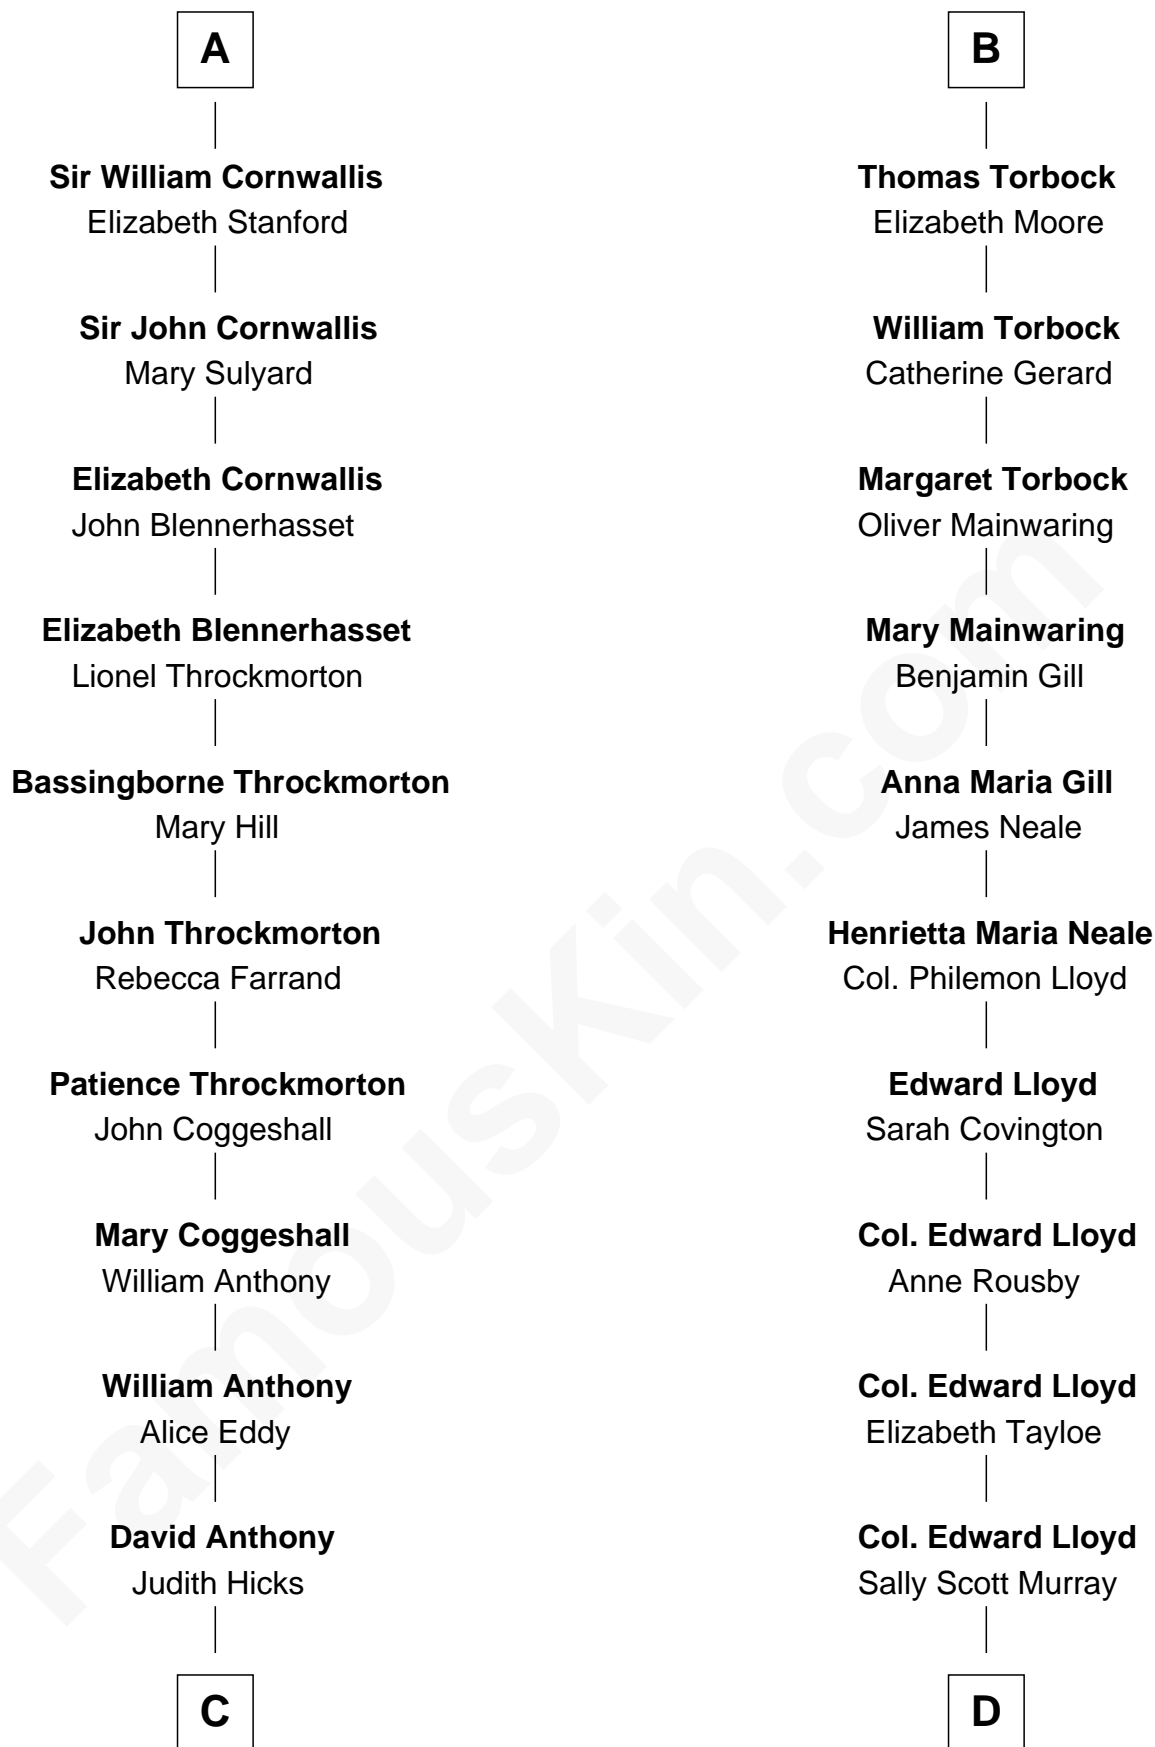 A
Sir William Cornwallis
Elizabeth Stanford
Sir John Cornwallis
Mary Sulyard
Elizabeth Cornwallis
John Blennerhasset
Elizabeth Blennerhasset
Lionel Throckmorton
Bassingborne Throckmorton
Mary Hill
John Throckmorton
Rebecca Farrand
Patience Throckmorton
John Coggeshall
Mary Coggeshall
William Anthony
William Anthony
Alice Eddy
David Anthony
Judith Hicks
C
B
Thomas Torbock
Elizabeth Moore
William Torbock
Catherine Gerard
Margaret Torbock
Oliver Mainwaring
Mary Mainwaring
Benjamin Gill
Anna Maria Gill
James Neale
Henrietta Maria Neale
Col. Philemon Lloyd
Edward Lloyd
Sarah Covington
Col. Edward Lloyd
Anne Rousby
Col. Edward Lloyd
Elizabeth Tayloe
Col. Edward Lloyd
Sally Scott Murray
D
FamousKin.com